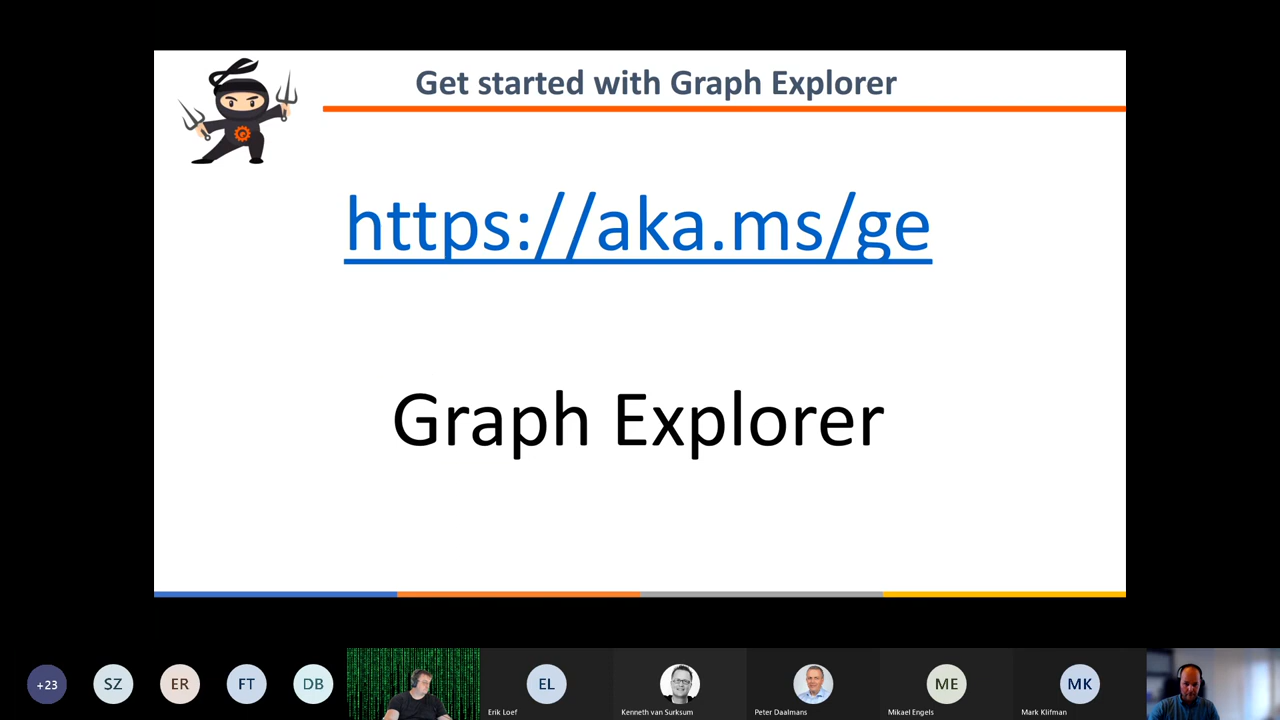 Get started with Graph Explorer
https://aka.ms/ge
Graph Explorer
+23
SZ
ER
FT
DB
EL
ME
MK
Erik Loef
Kenneth van Surksum
Peter Daalmans
Mikael Engels
Mark Klifman